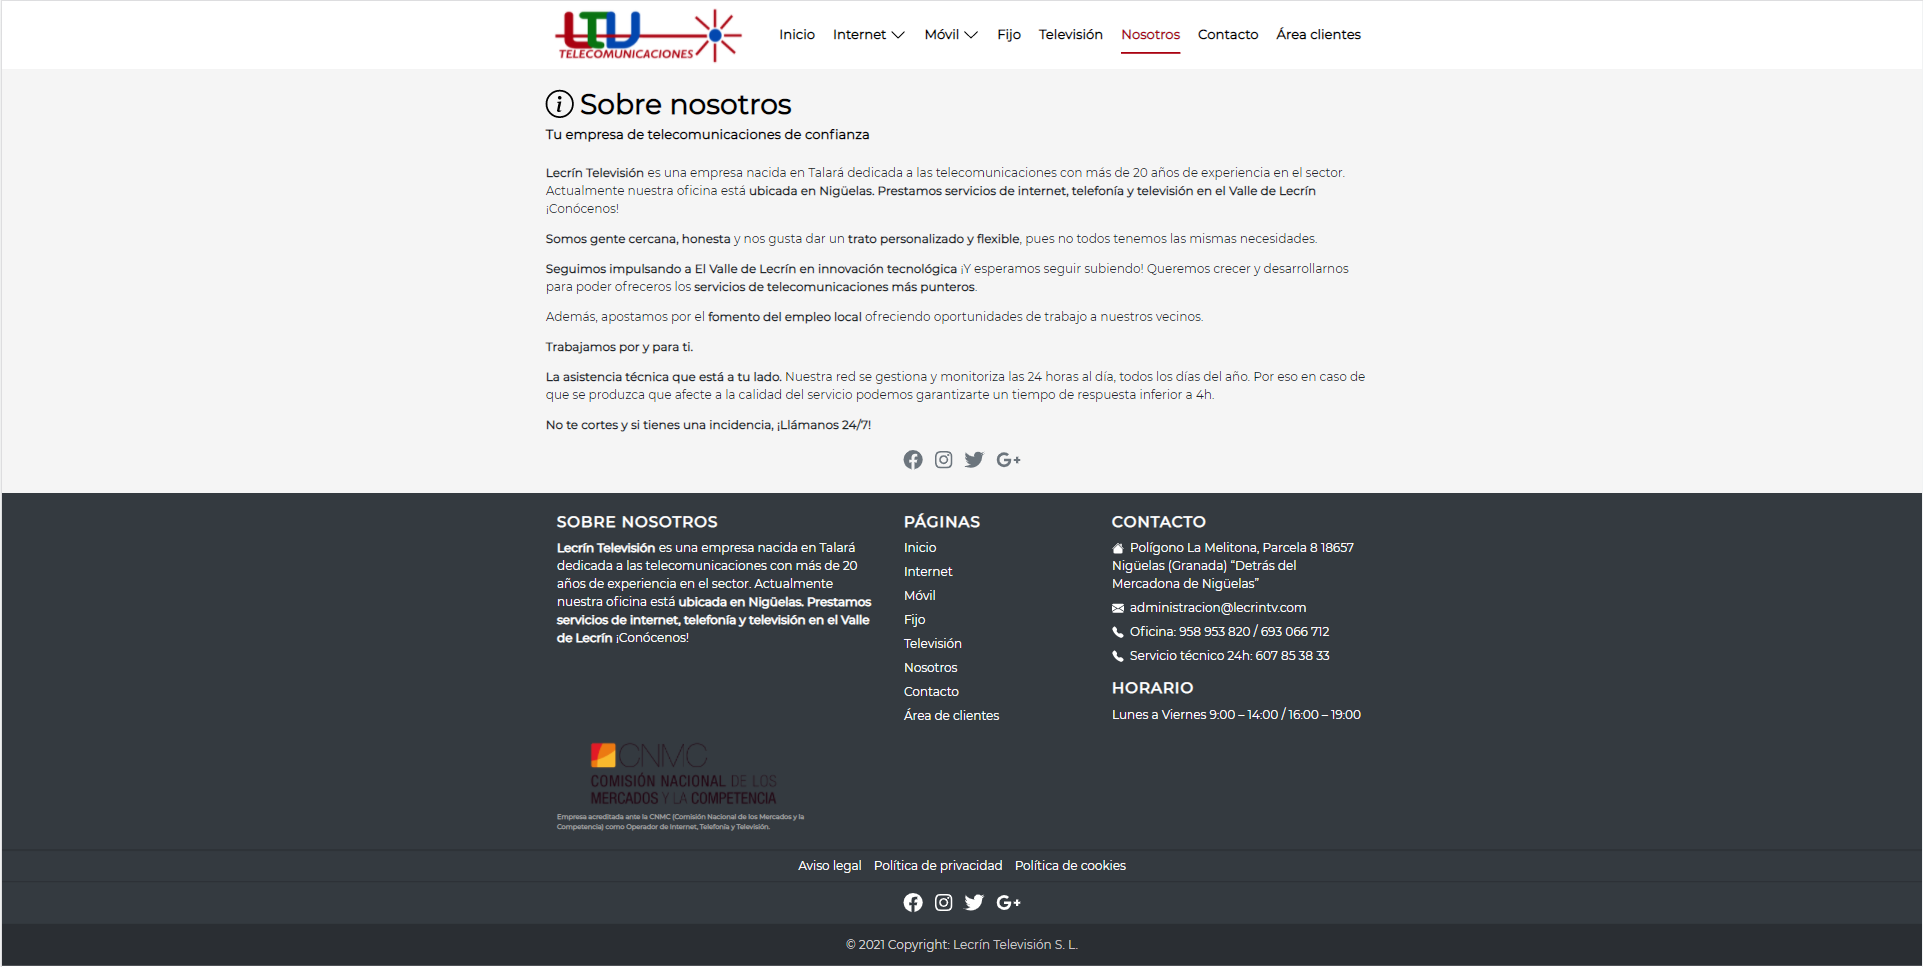 LTV
TELECOMUNICACIONES
Inicio Internet Móvil Fijo Televisión Nosotros Contacto Área clientes
Sobre nosotros
Tu empresa de telecomunicaciones de confianza
Lecrín Televisión es una empresa nacida en Talará dedicada a las telecomunicaciones con más de 20 años de experiencia en el sector.
Actualmente nuestra oficina está ubicada en Nigüelas. Prestamos servicios de internet, telefonía y televisión en el Valle de Lecrín
¡Conócenos!
Somos gente cercana, honesta y nos gusta dar un trato personalizado y flexible, pues no todos tenemos las mismas necesidades.
Seguimos impulsando a El Valle de Lecrín en innovación tecnológica ¡Y esperamos seguir subiendo! Queremos crecer y desarrollarnos
para poder ofreceros los servicios de telecomunicaciones más punteros.
Además, apostamos por el fomento del empleo local ofreciendo oportunidades de trabajo a nuestros vecinos.
Trabajamos por y para ti.
La asistencia técnica que está a tu lado. Nuestra red se gestiona y monitoriza las 24 horas al día, todos los días del año. Por eso en caso de
que se produzca que afecte a la calidad del servicio podemos garantizarte un tiempo de respuesta inferior a 4h.
No te cortes y si tienes una incidencia, ¡Llámanos 24/7!
SOBRE NOSOTROS
Lecrín Televisión es una empresa nacida en Talará
dedicada a las telecomunicaciones con más de 20
años de experiencia en el sector. Actualmente
nuestra oficina está ubicada en Nigüelas. Prestamos
servicios de internet, telefonía y televisión en el Valle
de Lecrín ¡Conócenos!
PÁGINAS
Inicio
Internet
Móvil
Fijo
Televisión
Nosotros
Contacto
Área de clientes
CONTACTO
Polígono La Melitona, Parcela 8 18657
Nigüelas (Granada) “Detrás del
Mercadona de Nigüelas”
administracion@lecrintv.com
Oficina: 958 953 820 / 693 066 712
Servicio técnico 24h: 607 85 38 33
HORARIO
Lunes a Viernes 9:00 – 14:00 / 16:00 – 19:00
CNMC
COMISIÓN NACIONAL DE LOS
MERCADOS Y LA COMPETENCIA
Empresa acreditada ante la CNMC (Comisión Nacional de los Mercados y la
Competencia) como Operador de Internet, Telefonía y Televisión.
Aviso legal Política de privacidad Política de cookies
© 2021 Copyright: Lecrín Televisión S. L.